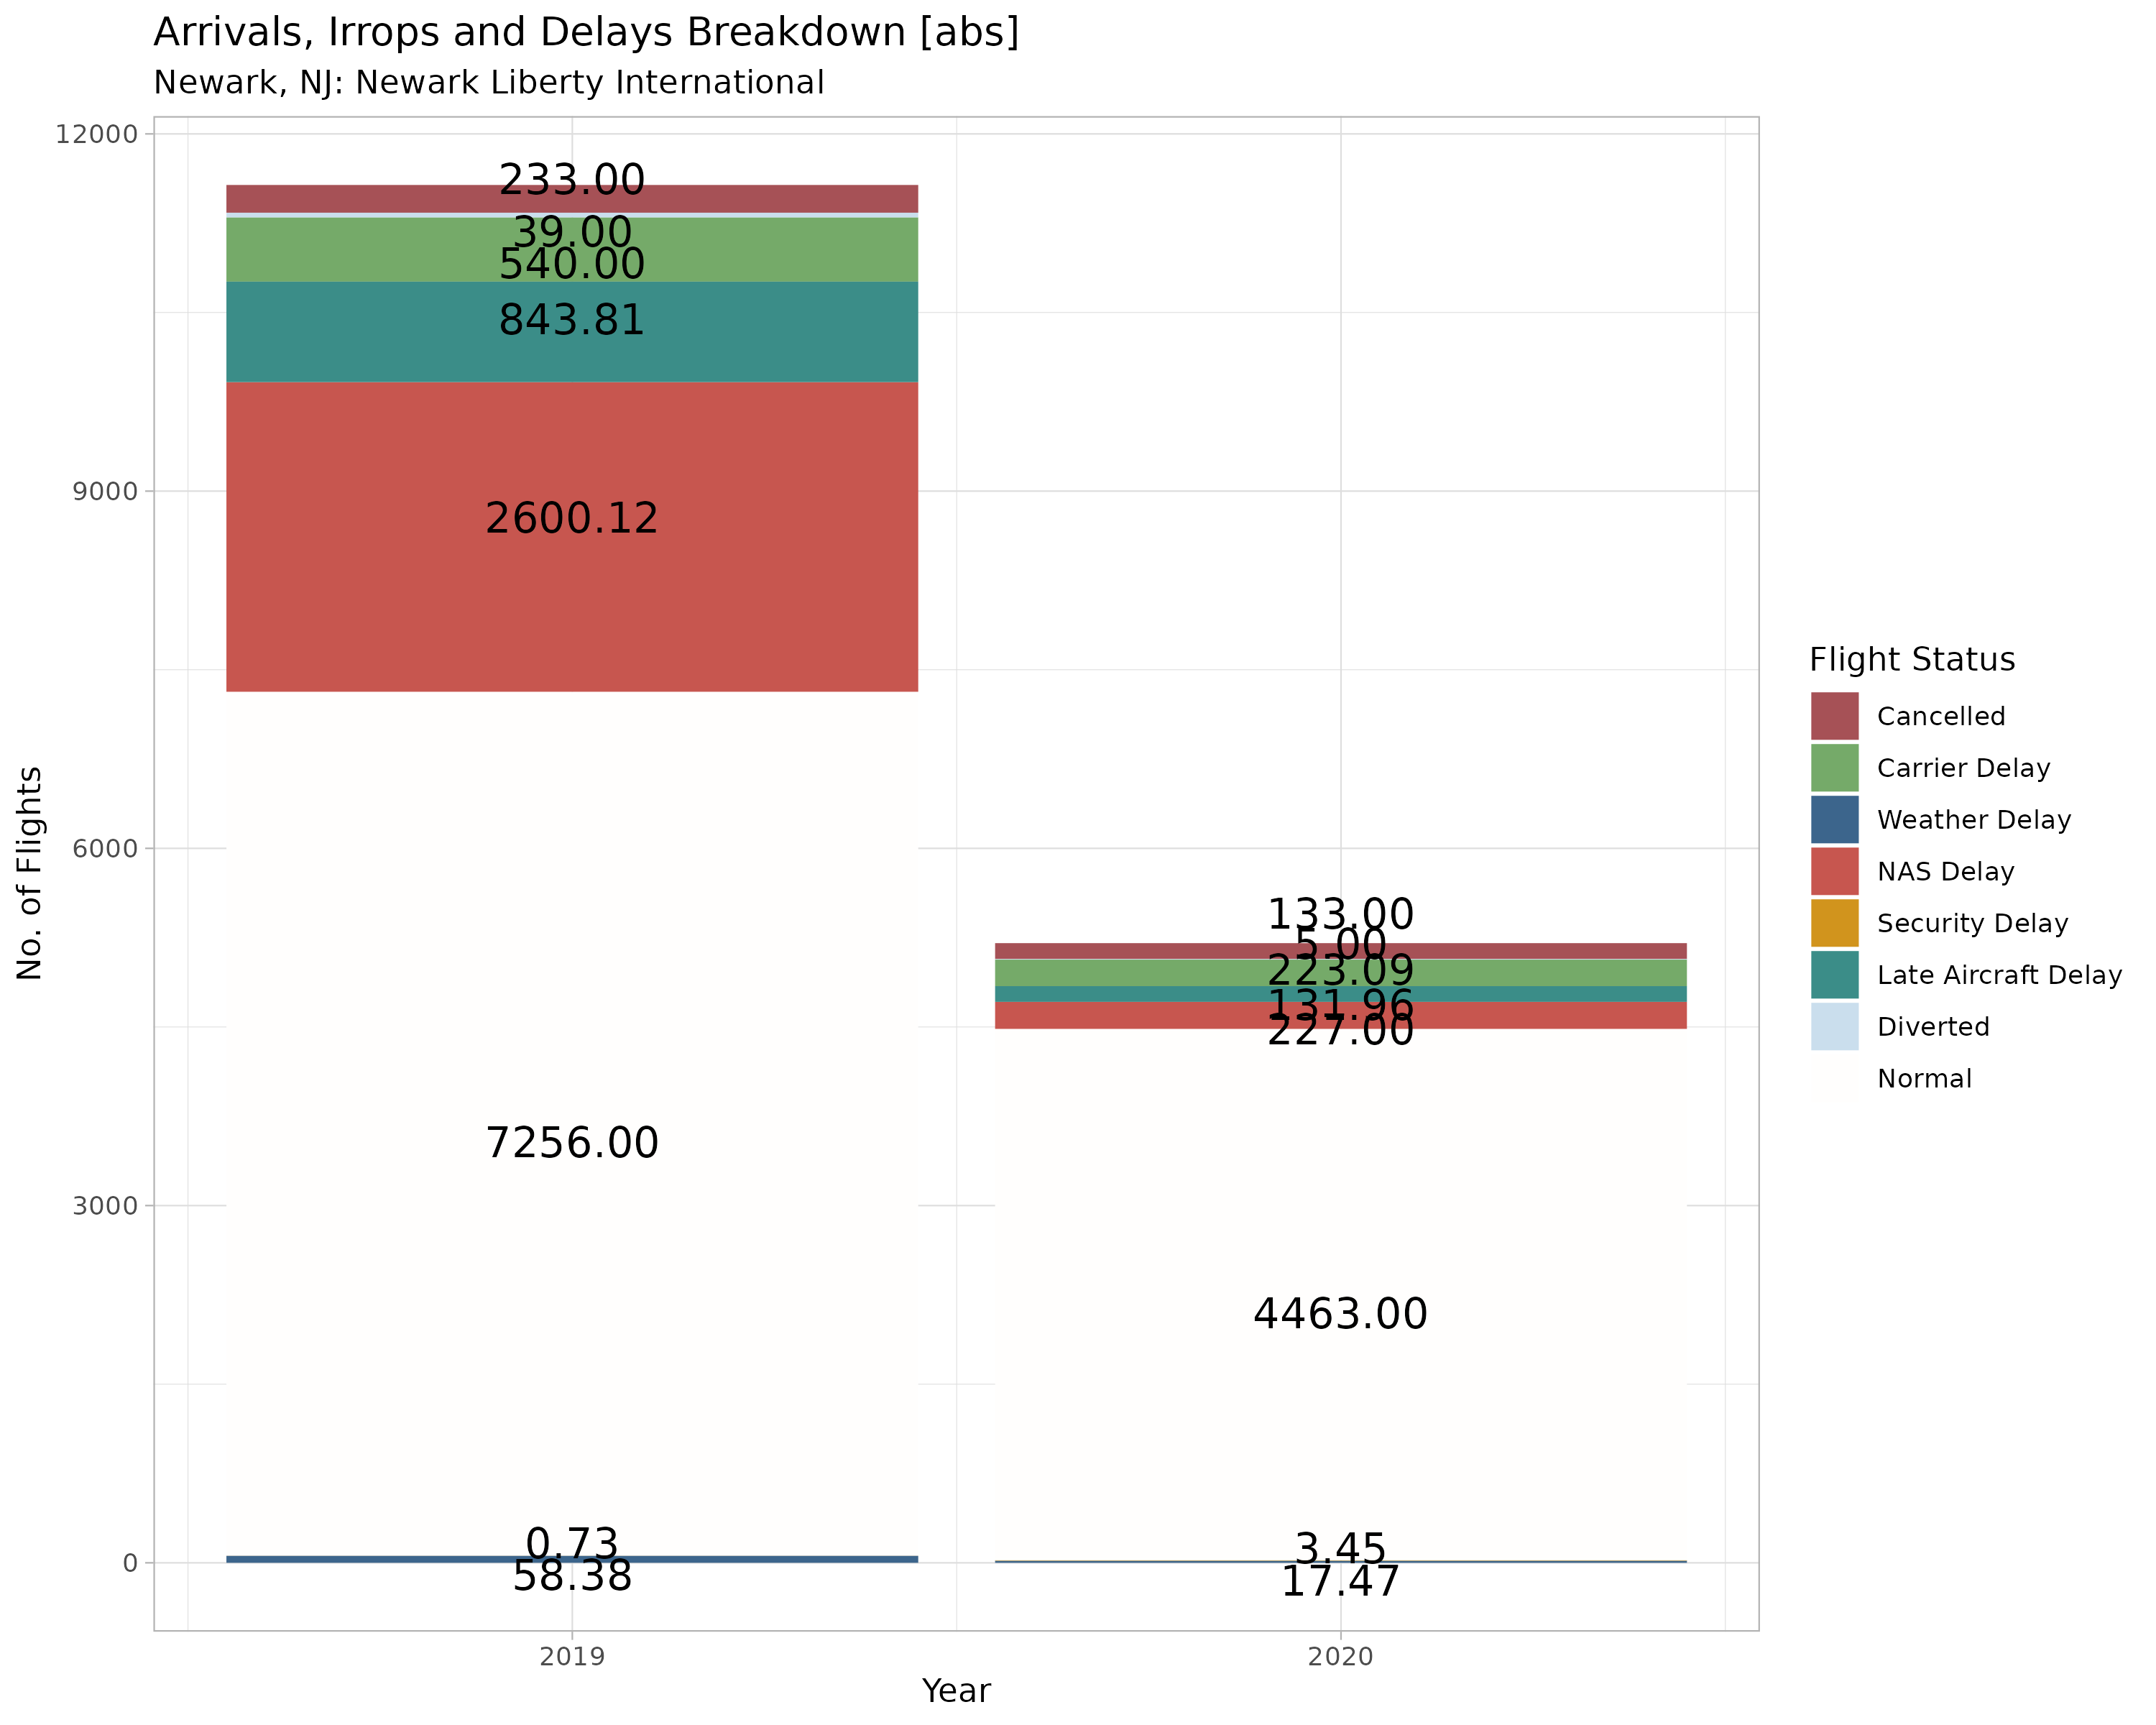 Arrivals, Irrops and Delays Breakdown [abs]
Newark, NJ: Newark Liberty International
No. of Flights
12000
9000
6000
3000
0
233.00
39.00
540.00
843.81
2600.12
7256.00
0.73
58.38
133.00
5.00
223.09
131.96
227.00
4463.00
3.45
17.47
2019
2020
Year
Flight Status
Cancelled
Carrier Delay
Weather Delay
NAS Delay
Security Delay
Late Aircraft Delay
Diverted
Normal